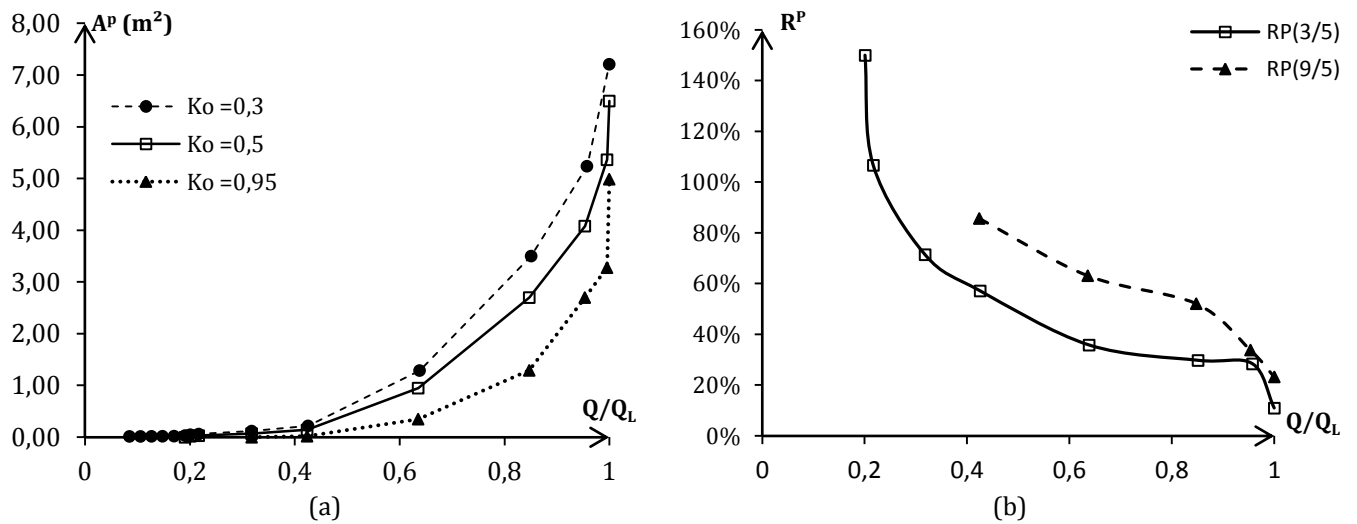 Aᵖ (m²)
8,00
7,00
6,00
5,00
4,00
3,00
2,00
1,00
0,00
Ko =0,3
Ko =0,5
Ko =0,95
Q/Q_L
0 0,2 0,4 0,6 0,8 1
(a)
Rᴾ
160%
140%
120%
100%
80%
60%
40%
20%
0%
RP(3/5)
RP(9/5)
Q/Q_L
0 0,2 0,4 0,6 0,8 1
(b)